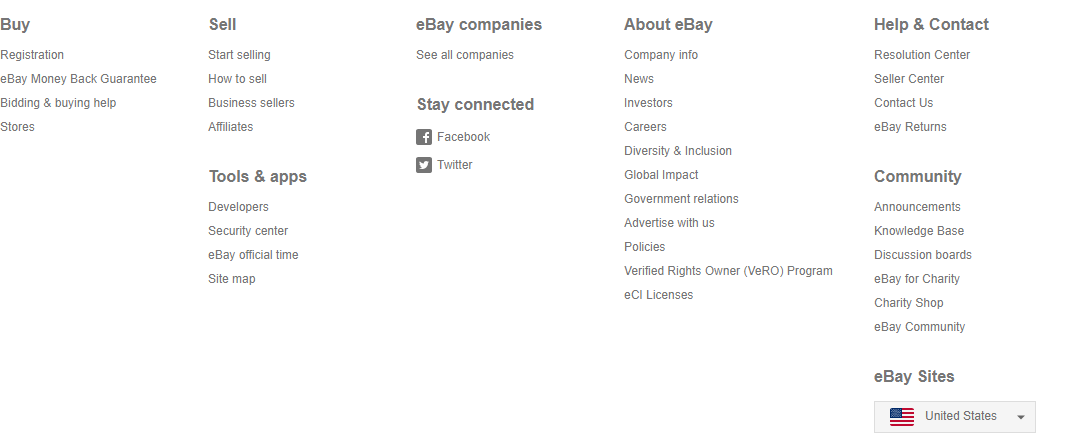 Buy
Registration
eBay Money Back Guarantee
Bidding & buying help
Stores
Sell
Start selling
How to sell
Business sellers
Affiliates
Tools & apps
Developers
Security center
eBay official time
Site map
eBay companies
See all companies
Stay connected
Facebook
Twitter
About eBay
Company info
News
Investors
Careers
Diversity & Inclusion
Global Impact
Government relations
Advertise with us
Policies
Verified Rights Owner (VeRO) Program
eCI Licenses
Help & Contact
Resolution Center
Seller Center
Contact Us
eBay Returns
Community
Announcements
Knowledge Base
Discussion boards
eBay for Charity
Charity Shop
eBay Community
eBay Sites
United States